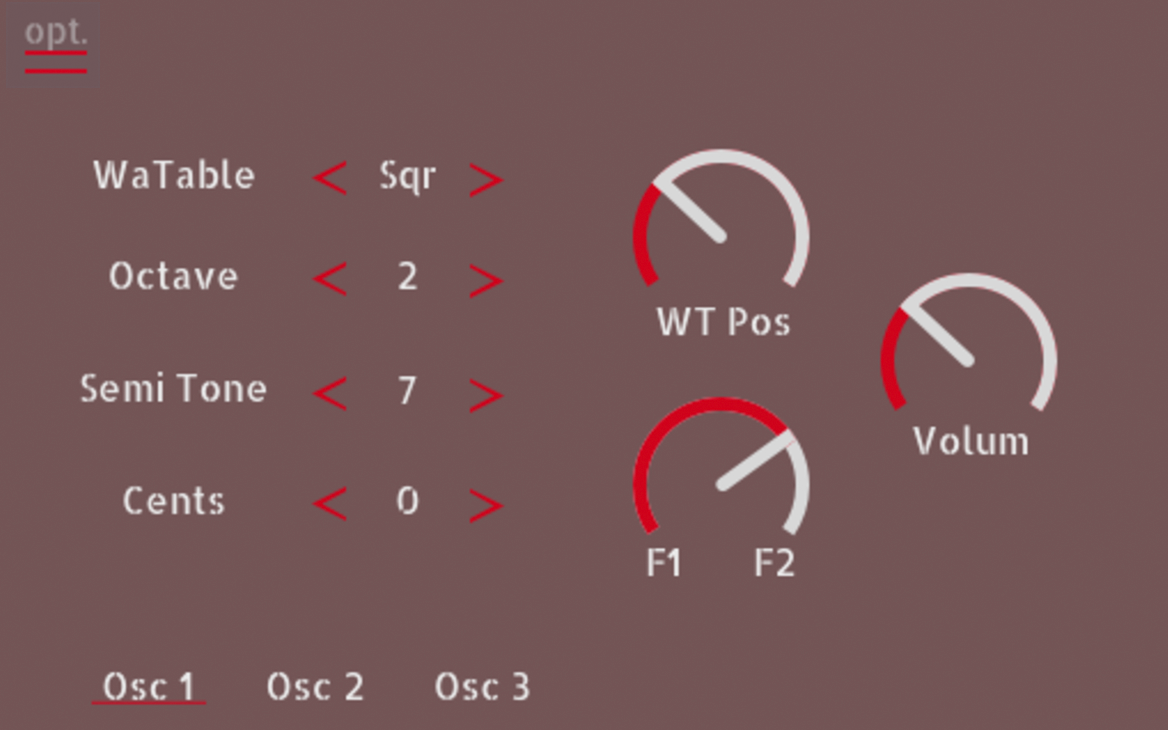 opt.
WaTable < Sqr >
Octave < 2 >
Semi Tone < 7 >
Cents < 0 >
WT Pos
Volum
F1 F2
Osc 1 Osc 2 Osc 3